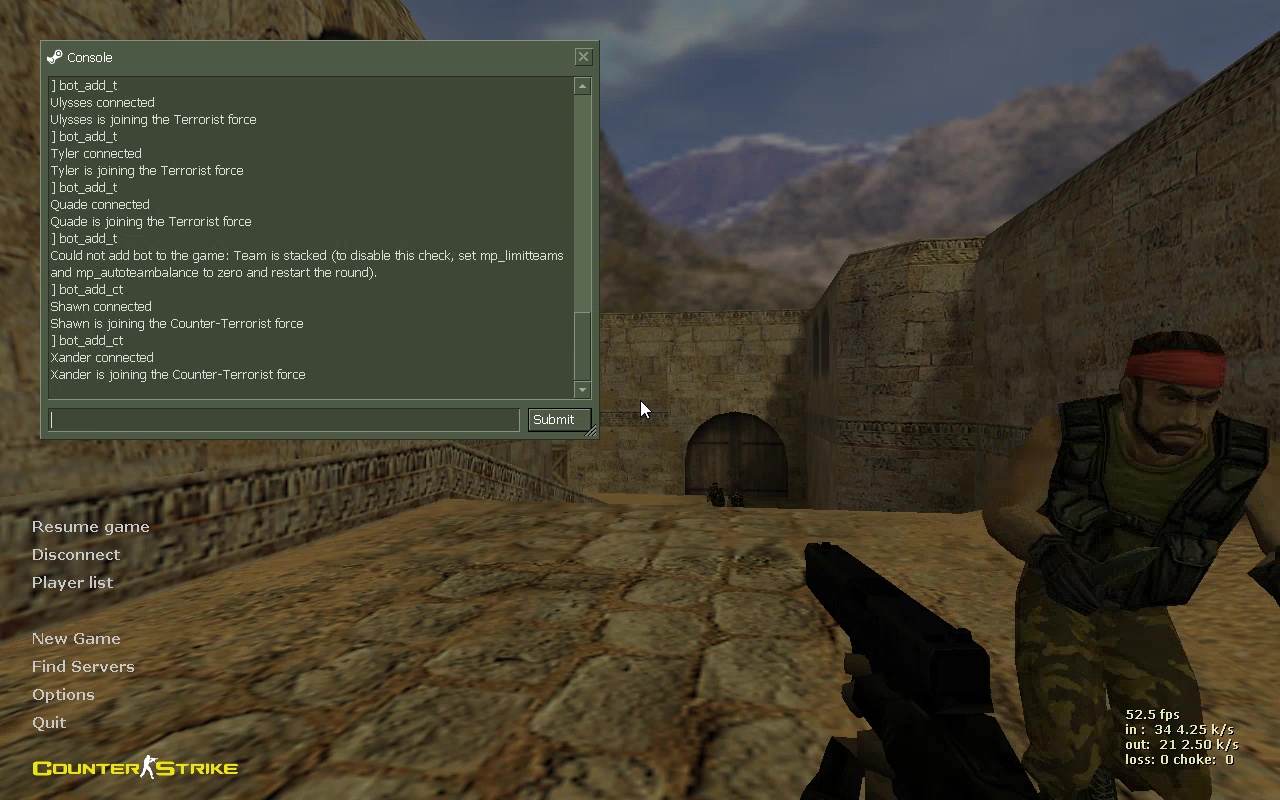 Console
] bot_add_t
Ulysses connected
Ulysses is joining the Terrorist force
] bot_add_t
Tyler connected
Tyler is joining the Terrorist force
] bot_add_t
Quade connected
Quade is joining the Terrorist force
] bot_add_t
Could not add bot to the game: Team is stacked (to disable this check, set mp_limitteams
and mp_autoteambalance to zero and restart the round).
] bot_add_ct
Shawn connected
Shawn is joining the Counter-Terrorist force
] bot_add_ct
Xander connected
Xander is joining the Counter-Terrorist force
Submit
Resume game
Disconnect
Player list
New Game
Find Servers
Options
Quit
COUNTER STRIKE
52.5 fps
in : 34 4.25 k/s
out: 21 2.50 k/s
loss: 0 choke: 0